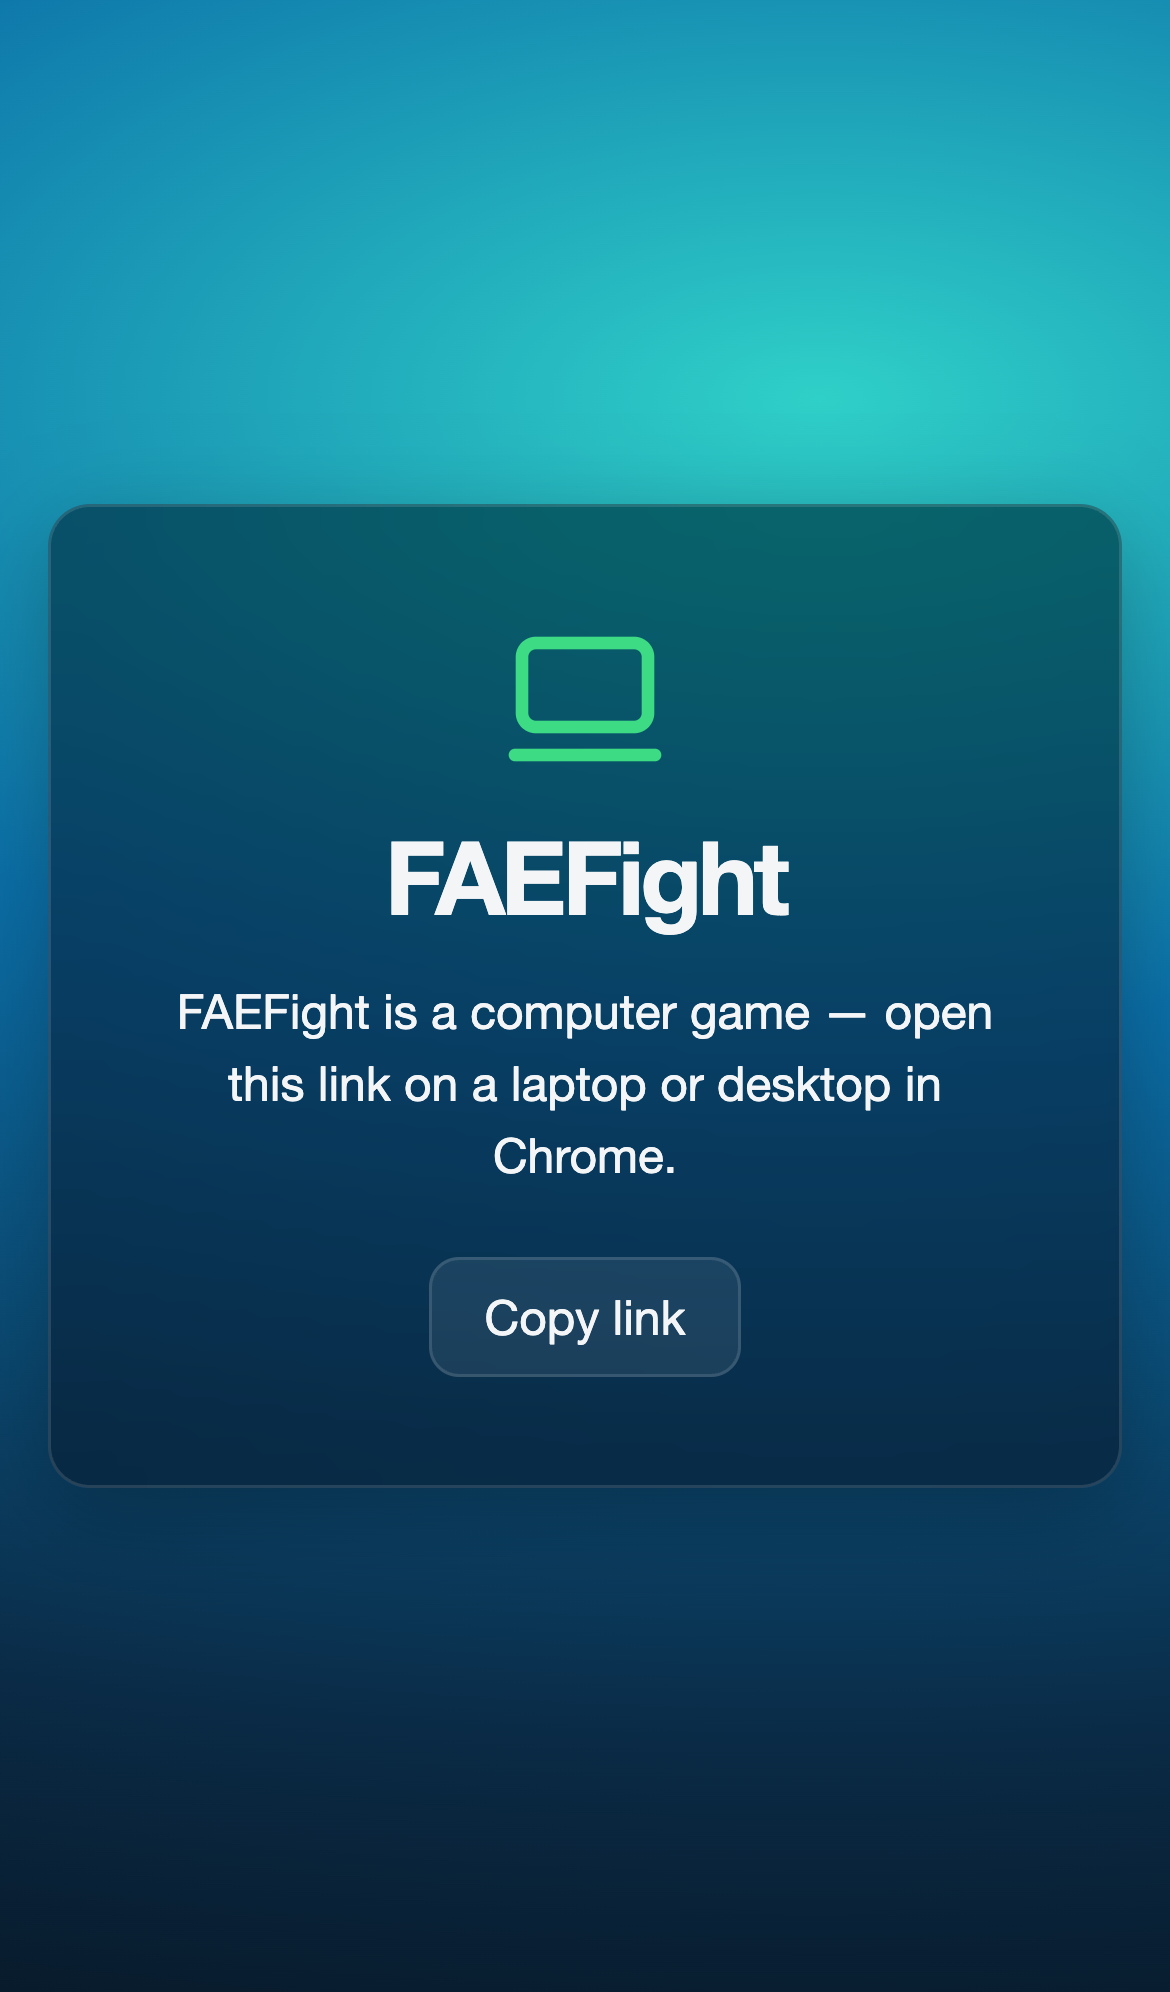 FAEFight
FAEFight is a computer game — open
this link on a laptop or desktop in
Chrome.
Copy link